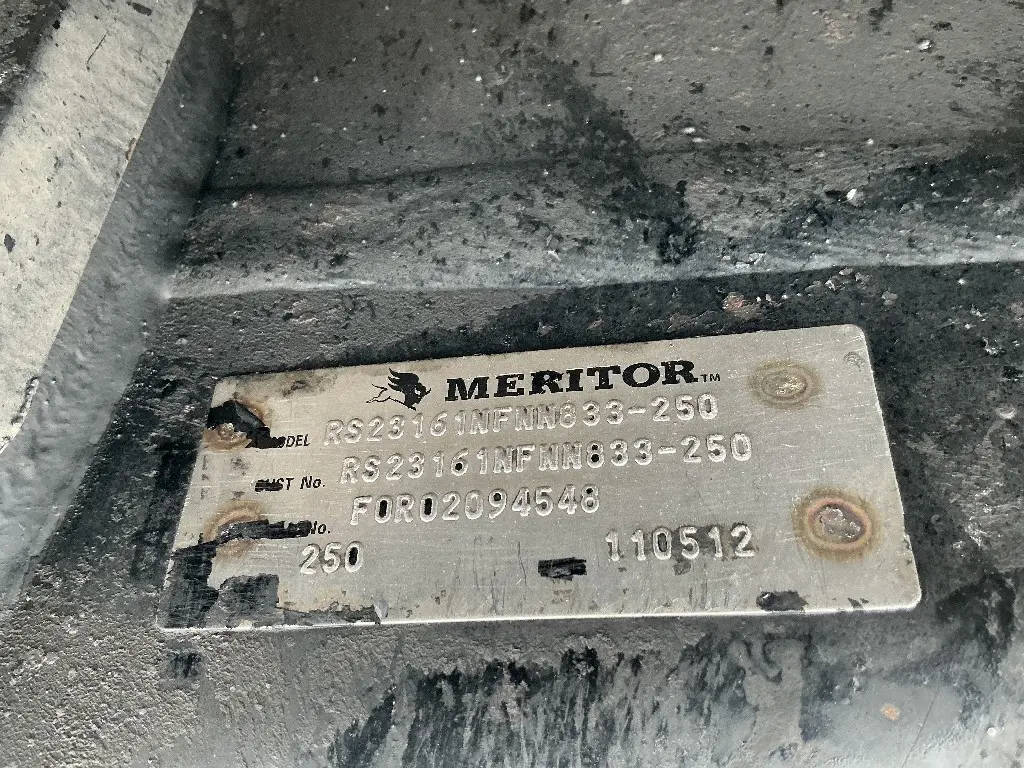 MERITOR™
MODEL RS23161NFNN833-250
CUST No. RS23161NFNN833-250
No. FOR02094548
250 110512